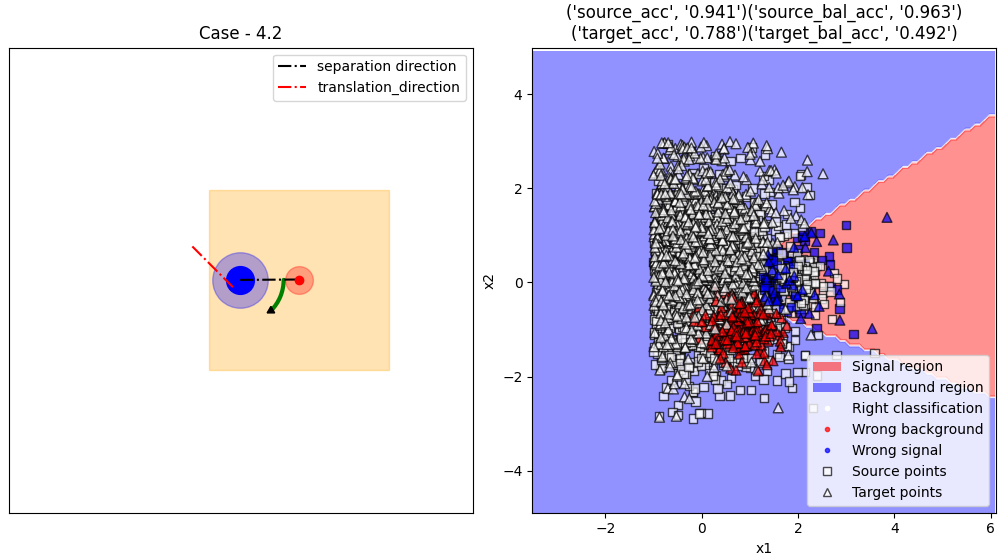 Case - 4.2
separation direction
translation_direction
('source_acc', '0.941')('source_bal_acc', '0.963')
('target_acc', '0.788')('target_bal_acc', '0.492')
4
2
0
−2
−4
x2
−2
0
2
4
6
x1
Signal region
Background region
Right classification
Wrong background
Wrong signal
Source points
Target points